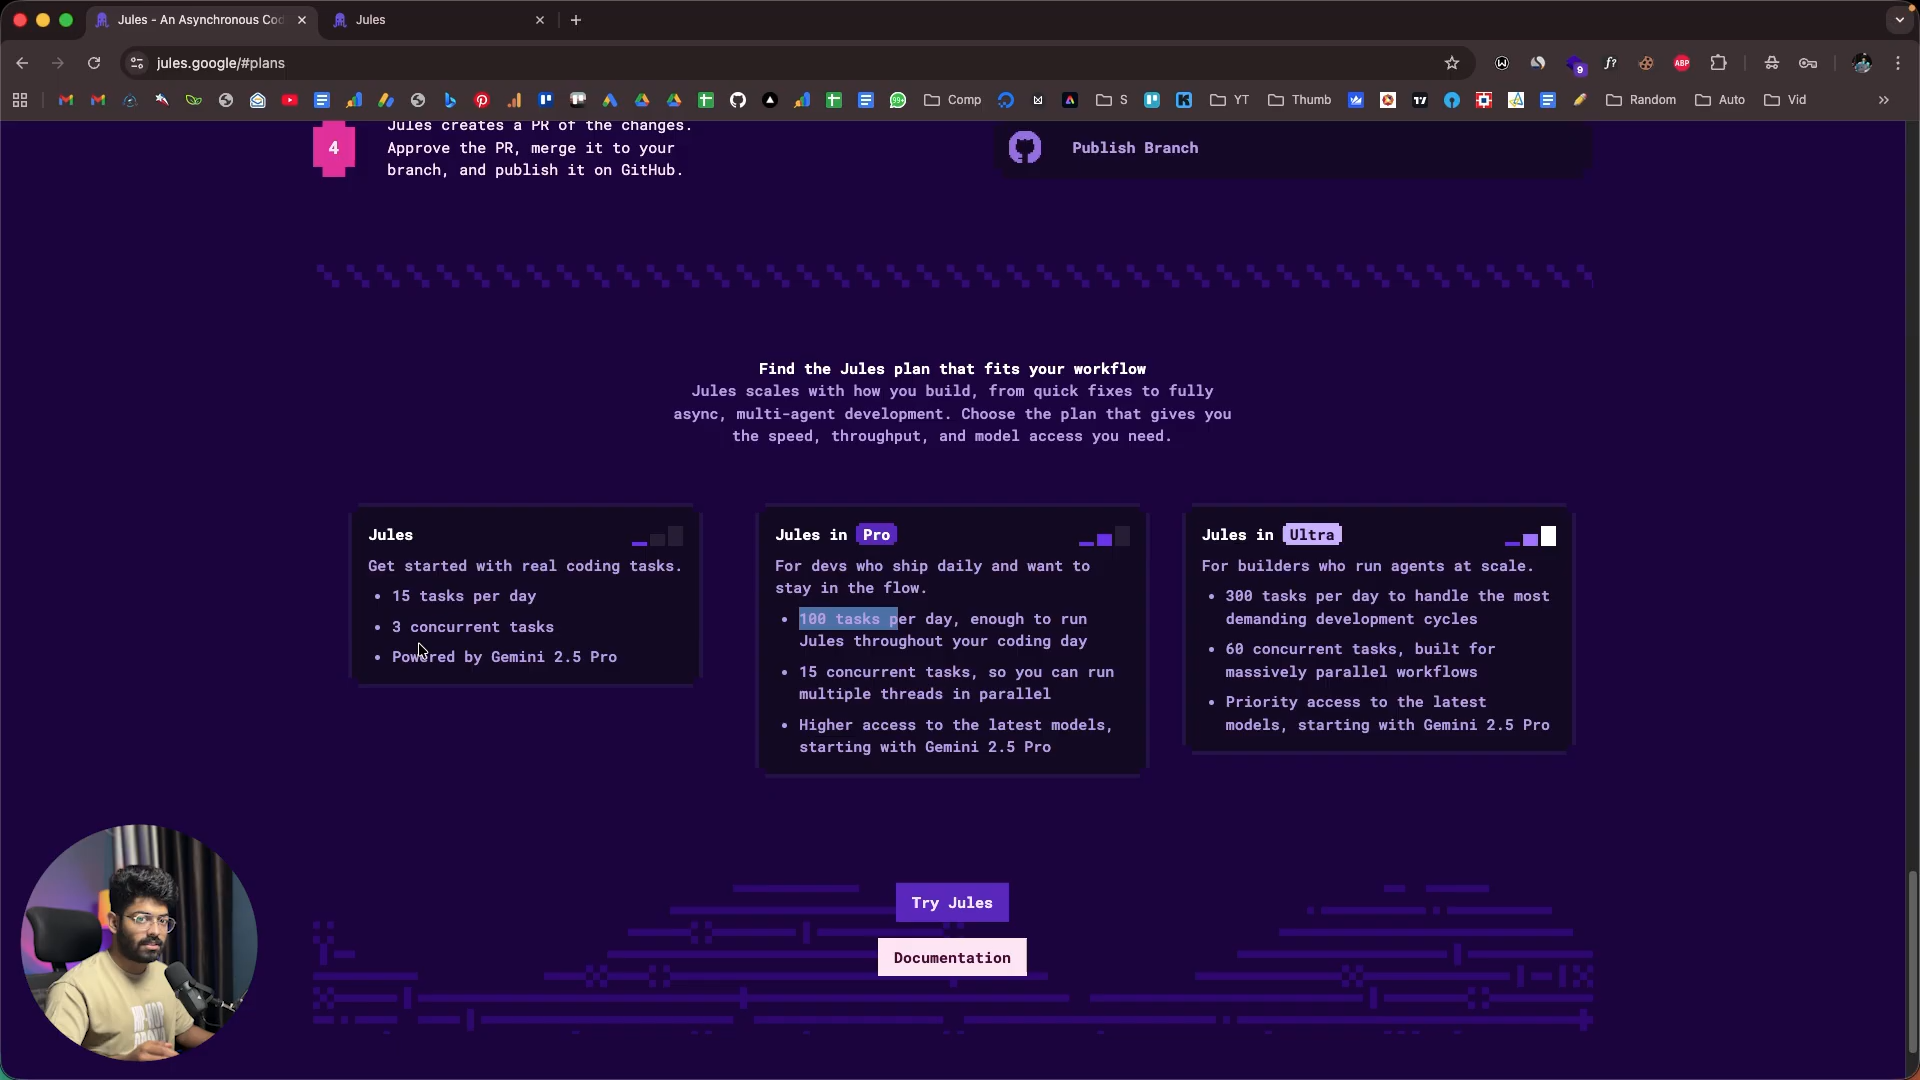 Jules - An Asynchronous Cod
Jules
jules.google/#plans
9
f?
ABP
99+
Comp
S
YT
Thumb
Random
Auto
Vid
4
Jules creates a PR of the changes.
Approve the PR, merge it to your
branch, and publish it on GitHub.
Publish Branch
Find the Jules plan that fits your workflow
Jules scales with how you build, from quick fixes to fully
async, multi-agent development. Choose the plan that gives you
the speed, throughput, and model access you need.
Jules
Get started with real coding tasks.
• 15 tasks per day
• 3 concurrent tasks
• Powered by Gemini 2.5 Pro
Jules in Pro
For devs who ship daily and want to
stay in the flow.
• 100 tasks per day, enough to run
Jules throughout your coding day
• 15 concurrent tasks, so you can run
multiple threads in parallel
• Higher access to the latest models,
starting with Gemini 2.5 Pro
Jules in Ultra
For builders who run agents at scale.
• 300 tasks per day to handle the most
demanding development cycles
• 60 concurrent tasks, built for
massively parallel workflows
• Priority access to the latest
models, starting with Gemini 2.5 Pro
Try Jules
Documentation